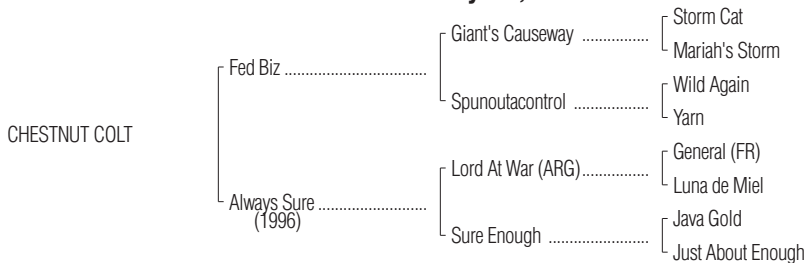 Storm Cat
Giant's Causeway ................
Mariah's Storm
Fed Biz ..................................
Wild Again
Spunoutacontrol ..................
Yarn
CHESTNUT COLT
General (FR)
Lord At War (ARG)................
Luna de Miel
Always Sure ..........................
(1996)
Java Gold
Sure Enough ........................
Just About Enough